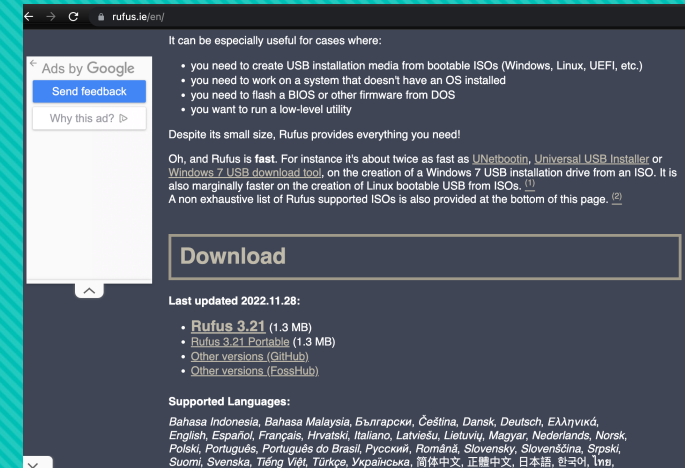 rufus.ie/en/
It can be especially useful for cases where:
Ads by Google
Send feedback
Why this ad?
• you need to create USB installation media from bootable ISOs (Windows, Linux, UEFI, etc.)
• you need to work on a system that doesn't have an OS installed
• you need to flash a BIOS or other firmware from DOS
• you want to run a low-level utility
Despite its small size, Rufus provides everything you need!
Oh, and Rufus is fast. For instance it's about twice as fast as UNetbootin, Universal USB Installer or
Windows 7 USB download tool, on the creation of a Windows 7 USB installation drive from an ISO. It is
also marginally faster on the creation of Linux bootable USB from ISOs. (1)
A non exhaustive list of Rufus supported ISOs is also provided at the bottom of this page. (2)
Download
Last updated 2022.11.28:
• Rufus 3.21 (1.3 MB)
• Rufus 3.21 Portable (1.3 MB)
• Other versions (GitHub)
• Other versions (FossHub)
Supported Languages:
Bahasa Indonesia, Bahasa Malaysia, Български, Čeština, Dansk, Deutsch, Ελληνικά,
English, Español, Français, Hrvatski, Italiano, Latviešu, Lietuvių, Magyar, Nederlands, Norsk,
Polski, Português, Português do Brasil, Русский, Română, Slovensky, Slovenščina, Srpski,
Suomi, Svenska, Tiếng Việt, Türkçe, Українська, 简体中文, 正體中文, 日本語, 한국어, ไทย,